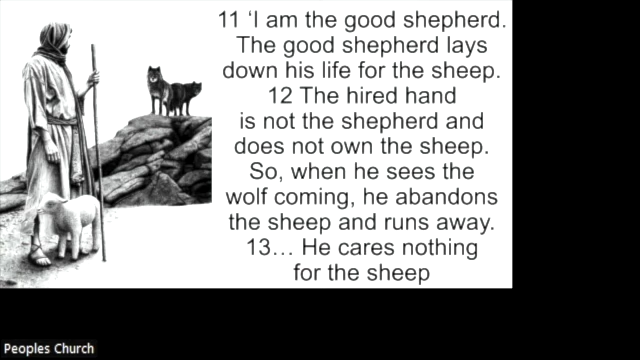 11 ‘I am the good shepherd.
The good shepherd lays
down his life for the sheep.
12 The hired hand
is not the shepherd and
does not own the sheep.
So, when he sees the
wolf coming, he abandons
the sheep and runs away.
13… He cares nothing
for the sheep
Peoples Church